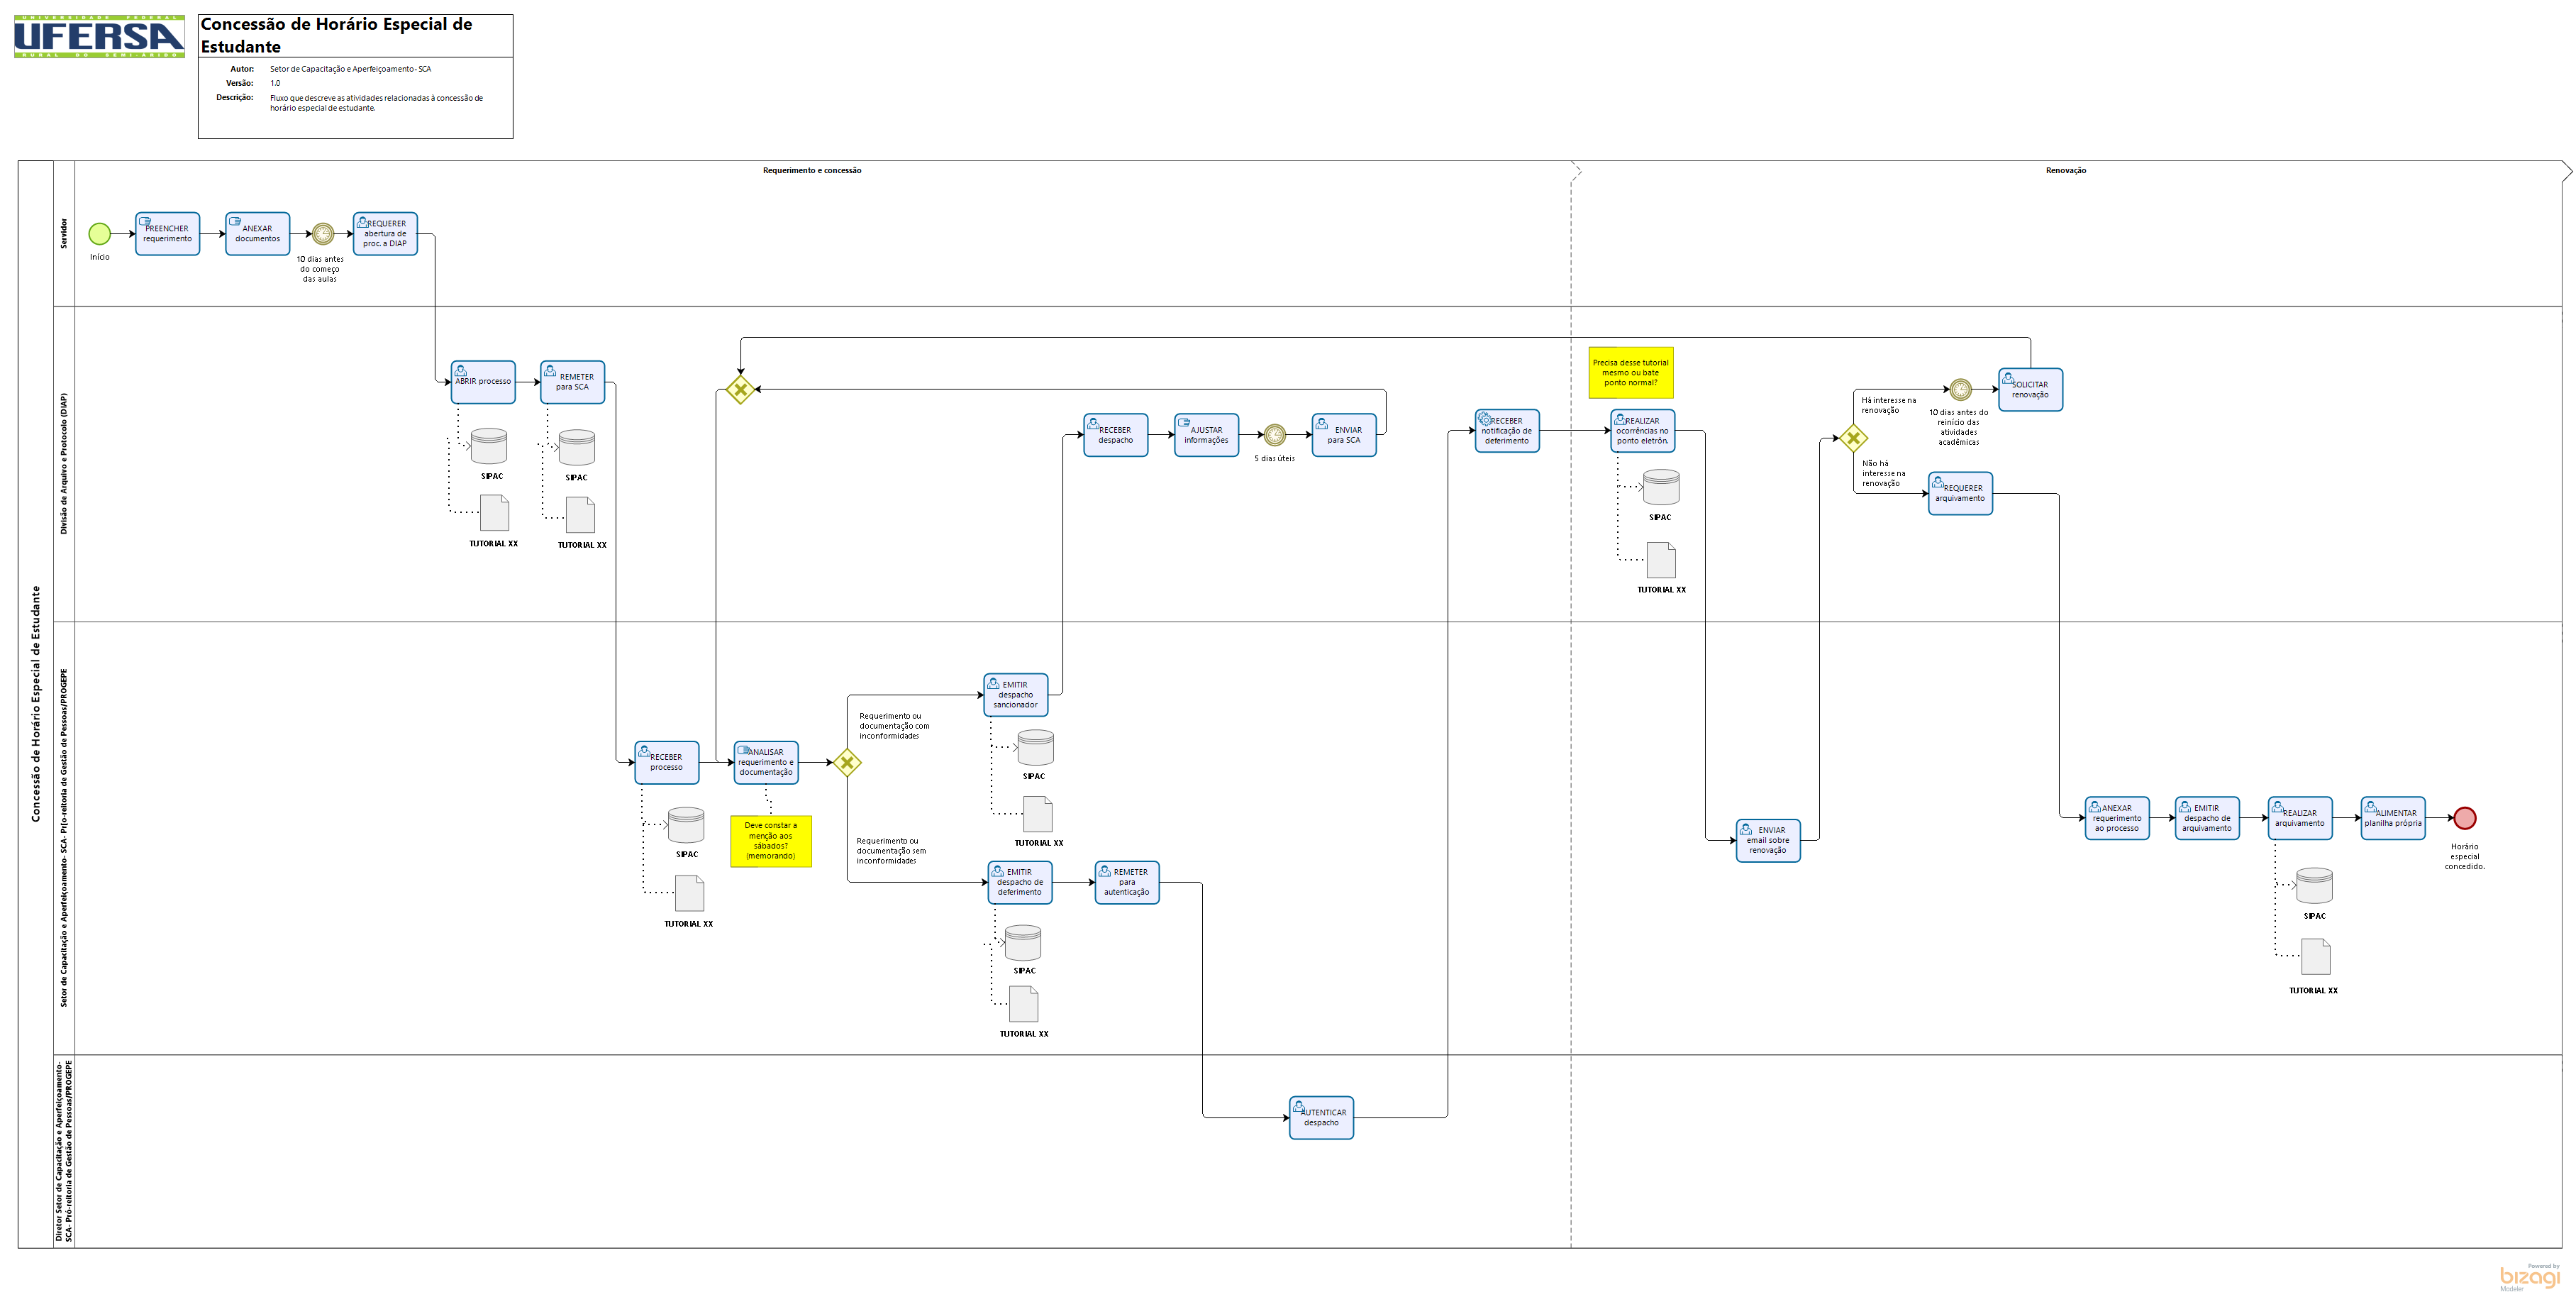 UNIVERSIDADE FEDERAL
UFERSA
RURAL DO SEMI-ÁRIDO
Concessão de Horário Especial de
Estudante
Autor: Setor de Capacitação e Aperfeiçoamento- SCA
Versão: 1.0
Descrição: Fluxo que descreve as atividades relacionadas à concessão de
horário especial de estudante.
Concessão de Horário Especial de Estudante
Requerimento e concessão
Renovação
Servidor
Início
PREENCHER
requerimento
ANEXAR
documentos
10 dias antes
do começo
das aulas
REQUERER
abertura de
proc. a DIAP
Divisão de Arquivo e Protocolo (DIAP)
ABRIR processo
SIPAC
TUTORIAL XX
REMETER
para SCA
SIPAC
TUTORIAL XX
RECEBER
despacho
AJUSTAR
informações
5 dias úteis
ENVIAR
para SCA
RECEBER
notificação de
deferimento
Precisa desse tutorial
mesmo ou bate
ponto normal?
REALIZAR
ocorrências no
ponto eletrôn.
SIPAC
TUTORIAL XX
Há interesse na
renovação
Não há
interesse na
renovação
10 dias antes do
reinício das
atividades
acadêmicas
SOLICITAR
renovação
REQUERER
arquivamento
Setor de Capacitação e Aperfeiçoamento- SCA- Pr[o-reitoria de Gestão de Pessoas/PROGEPE
RECEBER
processo
SIPAC
TUTORIAL XX
ANALISAR
requerimento e
documentação
Deve constar a
menção aos
sábados?
(memorando)
Requerimento ou
documentação com
inconformidades
Requerimento ou
documentação sem
inconformidades
EMITIR
despacho
sancionador
SIPAC
TUTORIAL XX
EMITIR
despacho de
deferimento
SIPAC
TUTORIAL XX
REMETER
para
autenticação
ENVIAR
email sobre
renovação
ANEXAR
requerimento
ao processo
EMITIR
despacho de
arquivamento
REALIZAR
arquivamento
SIPAC
TUTORIAL XX
ALIMENTAR
planilha própria
Horário
especial
concedido.
Diretor Setor de Capacitação e Aperfeiçoamento-
SCA- Pró-reitoria de Gestão de Pessoas/PROGEPE
AUTENTICAR
despacho
Powered by
bizagi
Modeler